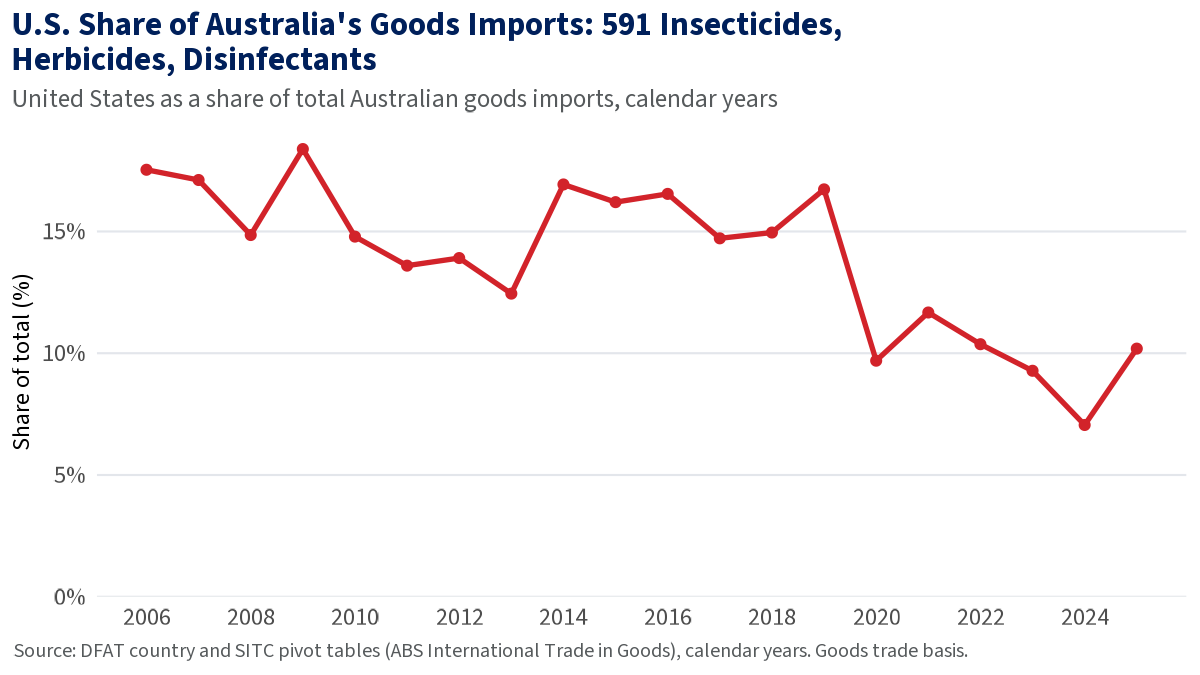 U.S. Share of Australia's Goods Imports: 591 Insecticides,
Herbicides, Disinfectants
United States as a share of total Australian goods imports, calendar years
Share of total (%)
15%
10%
5%
0%
2006 2008 2010 2012 2014 2016 2018 2020 2022 2024
Source: DFAT country and SITC pivot tables (ABS International Trade in Goods), calendar years. Goods trade basis.